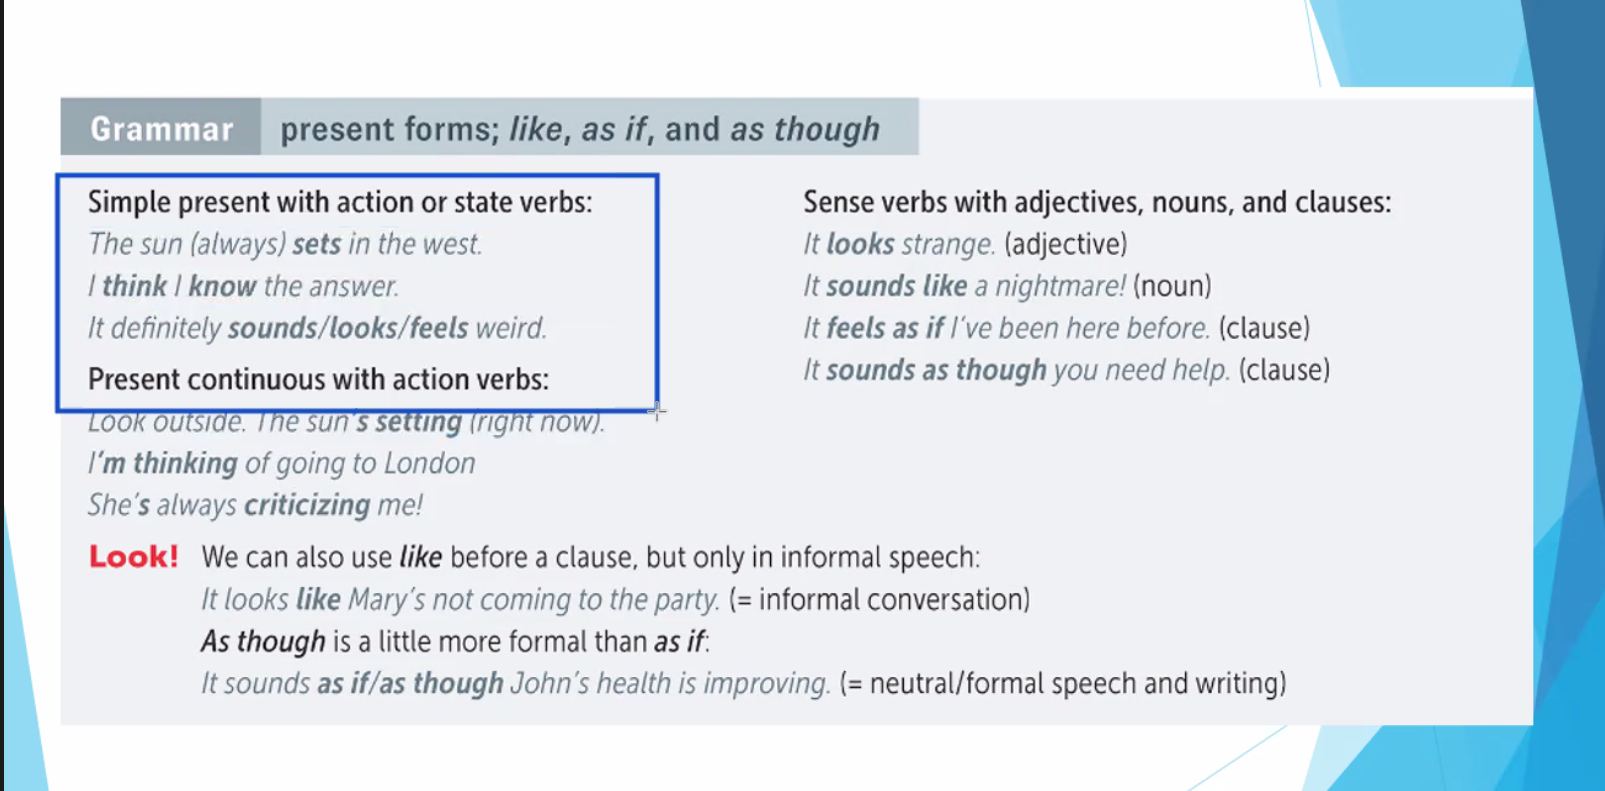 Grammar present forms; like, as if, and as though
Simple present with action or state verbs:
The sun (always) sets in the west.
I think I know the answer.
It definitely sounds/looks/feels weird.
Present continuous with action verbs:
Look outside. The sun's setting (right now).
I'm thinking of going to London
She's always criticizing me!
Sense verbs with adjectives, nouns, and clauses:
It looks strange. (adjective)
It sounds like a nightmare! (noun)
It feels as if I've been here before. (clause)
It sounds as though you need help. (clause)
Look! We can also use like before a clause, but only in informal speech:
It looks like Mary's not coming to the party. (= informal conversation)
As though is a little more formal than as if:
It sounds as if/as though John's health is improving. (= neutral/formal speech and writing)